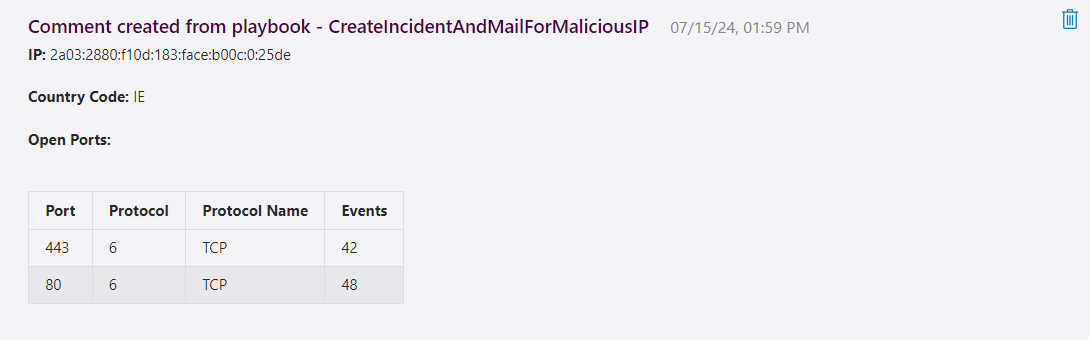 Comment created from playbook - CreateIncidentAndMailForMaliciousIP 07/15/24, 01:59 PM
IP: 2a03:2880:f10d:183:face:b00c:0:25de
Country Code: IE
Open Ports:
Port Protocol Protocol Name Events
443 6 TCP 42
80 6 TCP 48